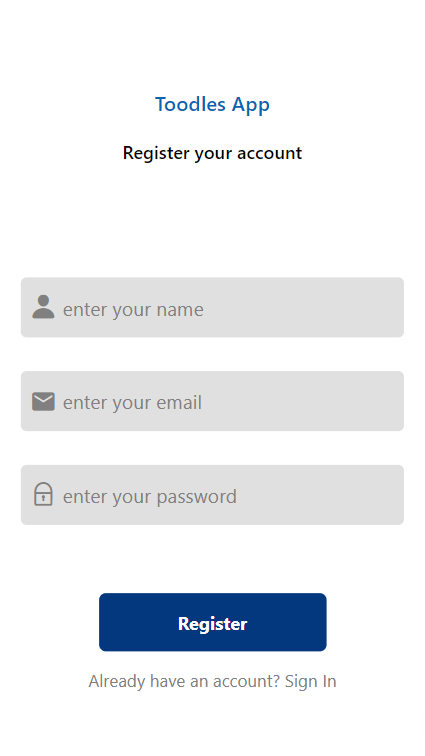 Toodles App
Register your account
enter your name
enter your email
enter your password
Register
Already have an account? Sign In